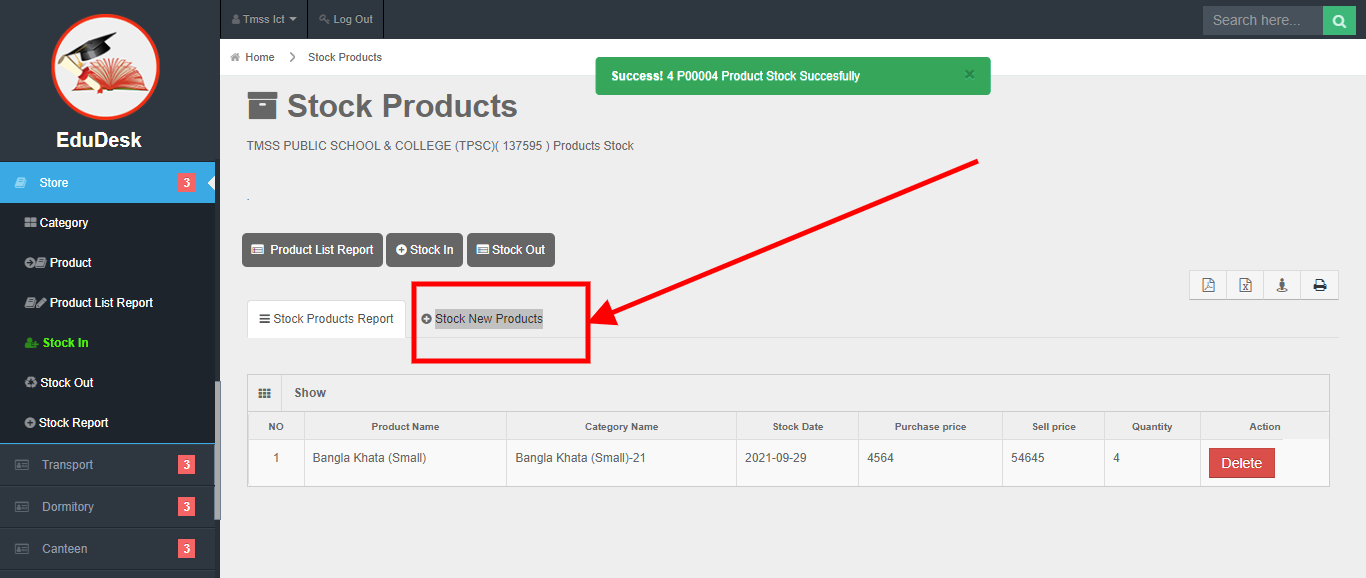 Tmss Ict
Log Out
Search here...
EduDesk
Home
Stock Products
Success! 4 P00004 Product Stock Succesfully
×
Stock Products
TMSS PUBLIC SCHOOL & COLLEGE (TPSC)( 137595 ) Products Stock
.
Store 3
Category
Product
Product List Report
Stock In
Stock Out
Stock Report
Transport 3
Dormitory 3
Canteen 3
Product List Report
Stock In
Stock Out
Stock Products Report
Stock New Products
Show
NO Product Name Category Name Stock Date Purchase price Sell price Quantity Action
1 Bangla Khata (Small) Bangla Khata (Small)-21 2021-09-29 4564 54645 4 Delete